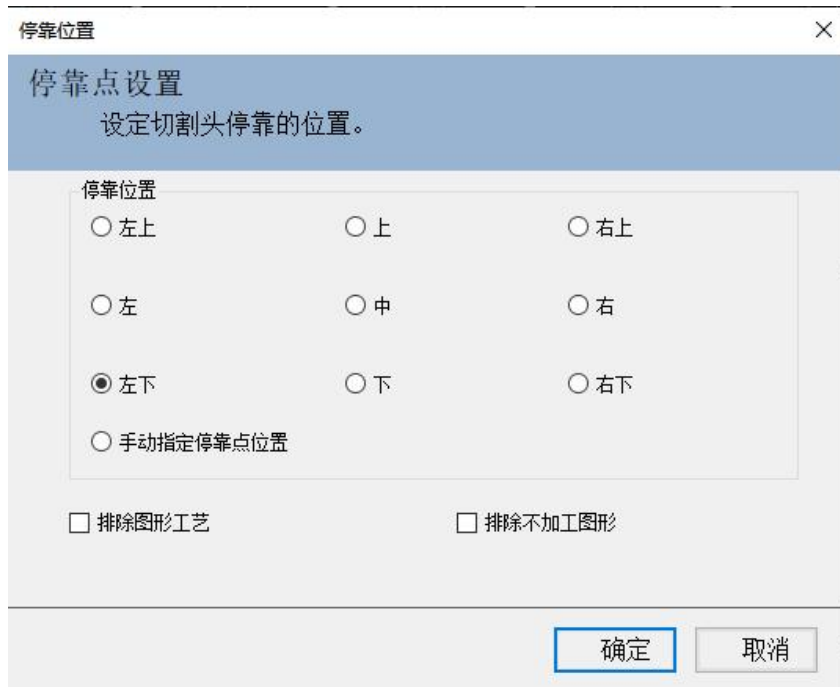 停靠位置
停靠点设置
设定切割头停靠的位置。
停靠位置
左上 上 右上
左 中 右
左下 下 右下
手动指定停靠点位置
排除图形工艺 排除不加工图形
确定 取消